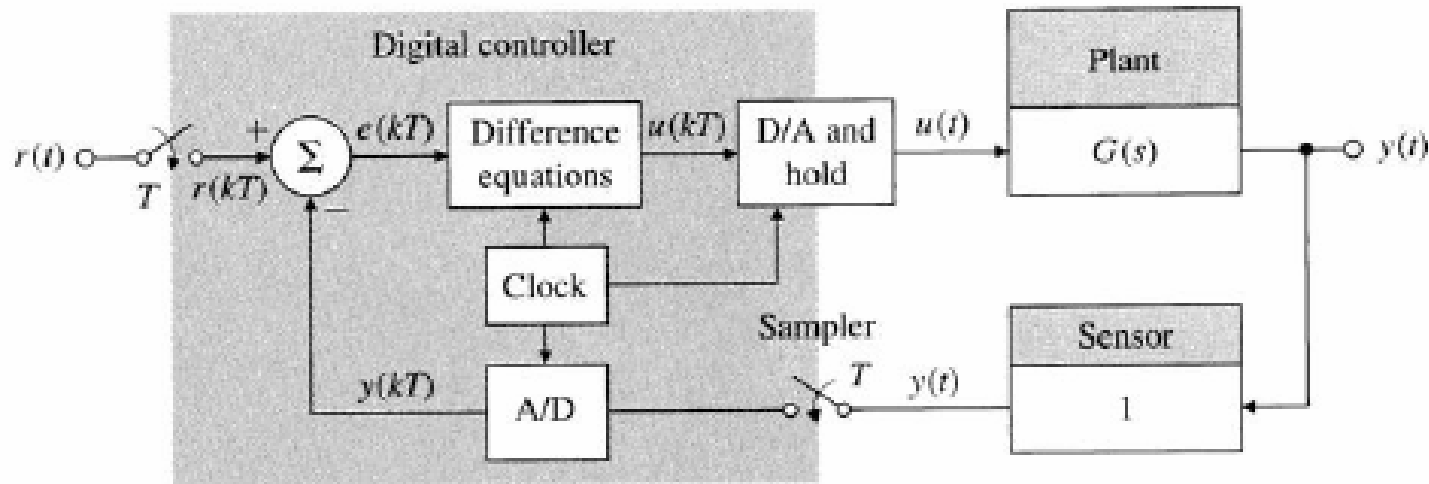 Digital controller
Plant
G(s)
r(t)
T
r(kT)
+
Σ
−
e(kT)
Difference
equations
u(kT)
D/A and
hold
u(t)
y(t)
Clock
Sampler
T
Sensor
1
y(t)
A/D
y(kT)